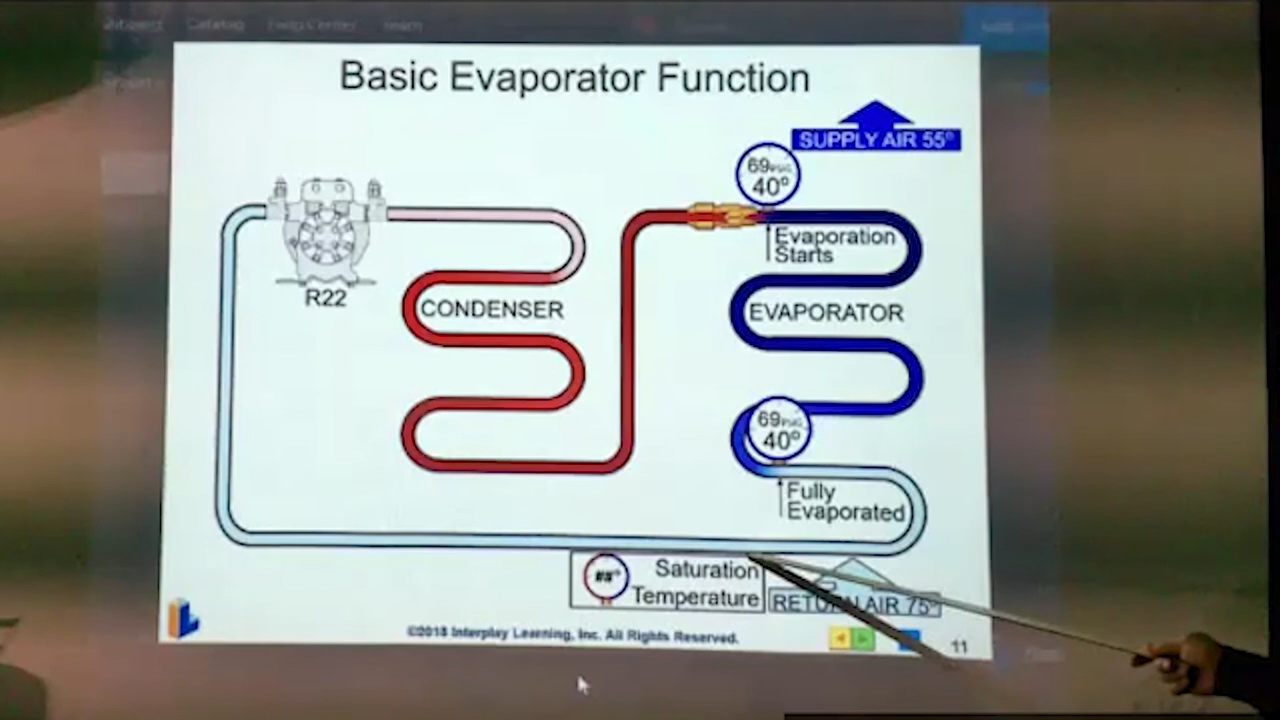 Catalog
Basic Evaporator Function
SUPPLY AIR 55°
69PSIG
40°
Evaporation
Starts
R22
CONDENSER
EVAPORATOR
69PSIG
40°
Fully
Evaporated
##°
Saturation
Temperature
RETURN AIR 75°
©2018 Interplay Learning, Inc. All Rights Reserved.
11